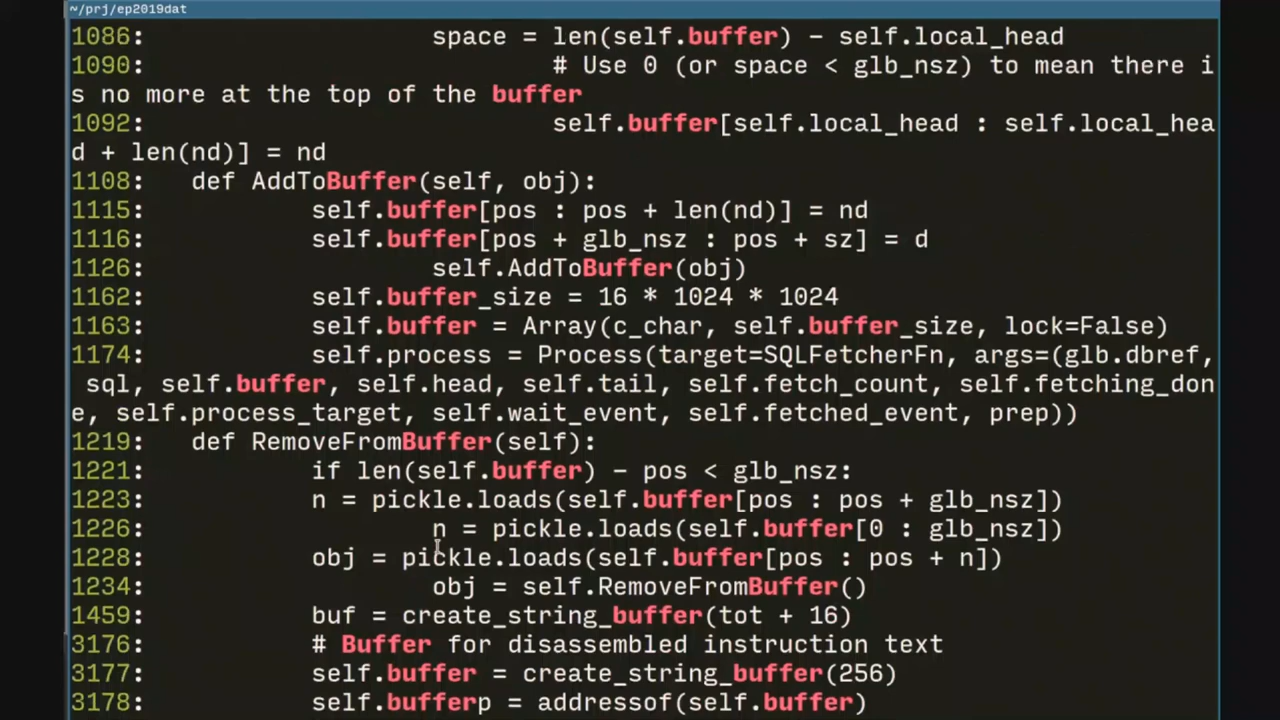 ~/prj/ep2019dat
1086:                    space = len(self.buffer) - self.local_head
1090:                            # Use 0 (or space < glb_nsz) to mean there i
s no more at the top of the buffer
1092:                            self.buffer[self.local_head : self.local_hea
d + len(nd)] = nd
1108:    def AddToBuffer(self, obj):
1115:            self.buffer[pos : pos + len(nd)] = nd
1116:            self.buffer[pos + glb_nsz : pos + sz] = d
1126:                    self.AddToBuffer(obj)
1162:            self.buffer_size = 16 * 1024 * 1024
1163:            self.buffer = Array(c_char, self.buffer_size, lock=False)
1174:            self.process = Process(target=SQLFetcherFn, args=(glb.dbref,
 sql, self.buffer, self.head, self.tail, self.fetch_count, self.fetching_don
e, self.process_target, self.wait_event, self.fetched_event, prep))
1219:    def RemoveFromBuffer(self):
1221:            if len(self.buffer) - pos < glb_nsz:
1223:            n = pickle.loads(self.buffer[pos : pos + glb_nsz])
1226:                    n = pickle.loads(self.buffer[0 : glb_nsz])
1228:            obj = pickle.loads(self.buffer[pos : pos + n])
1234:                    obj = self.RemoveFromBuffer()
1459:            buf = create_string_buffer(tot + 16)
3176:            # Buffer for disassembled instruction text
3177:            self.buffer = create_string_buffer(256)
3178:            self.bufferp = addressof(self.buffer)